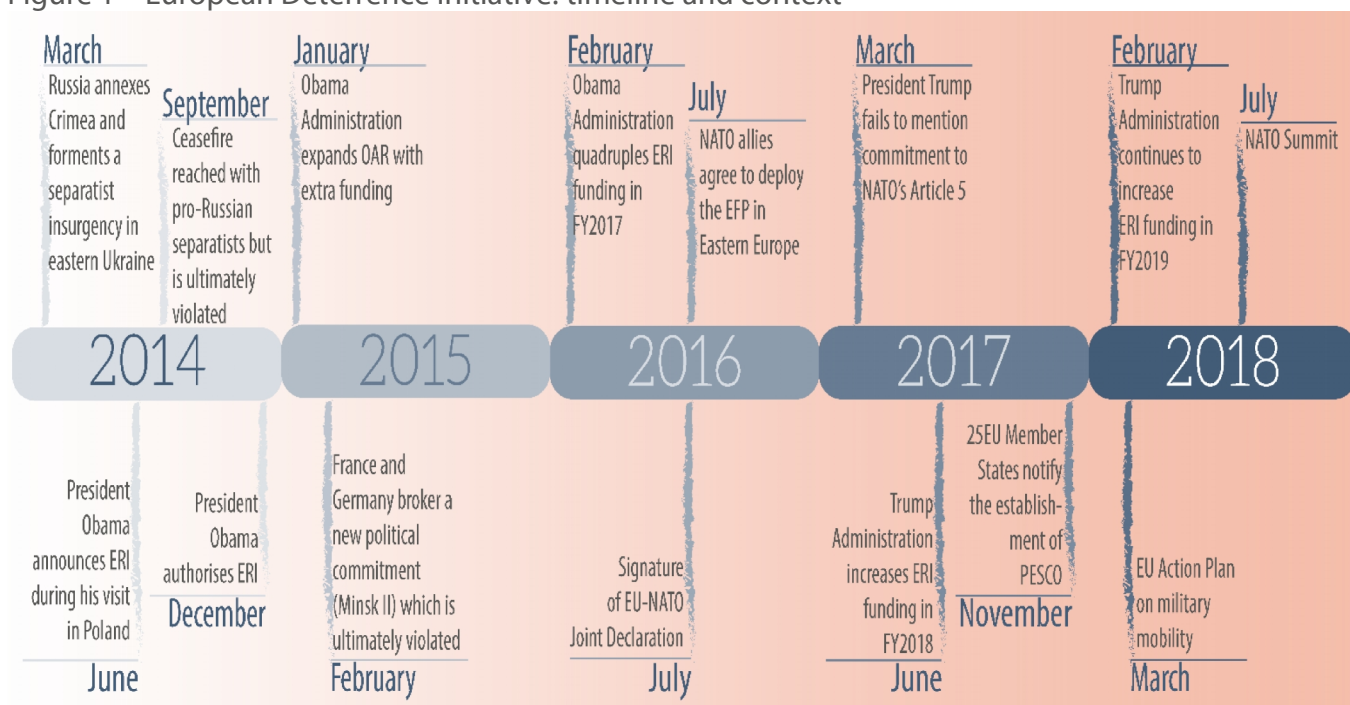 Figure 1 – European Deterrence Initiative: timeline and context
March
Russia annexes
Crimea and
forments a
separatist
insurgency in
eastern Ukraine
September
Ceasefire
reached with
pro-Russian
separatists but
is ultimately
violated
January
Obama
Administration
expands OAR with
extra funding
February
Obama
Administration
quadruples ERI
funding in
FY2017
July
NATO allies
agree to deploy
the EFP in
Eastern Europe
March
President Trump
fails to mention
commitment to
NATO's Article 5
February
Trump
Administration
continues to
increase
ERI funding in
FY2019
July
NATO Summit
2014
2015
2016
2017
2018
President
Obama
announces ERI
during his visit
in Poland
June
President
Obama
authorises ERI
December
France and
Germany broker a
new political
commitment
(Minsk II) which is
ultimately violated
February
Signature
of EU-NATO
Joint Declaration
July
Trump
Administration
increases ERI
funding in
FY2018
June
25EU Member
States notify
the establish-
ment of
PESCO
November
EU Action Plan
on military
mobility
March